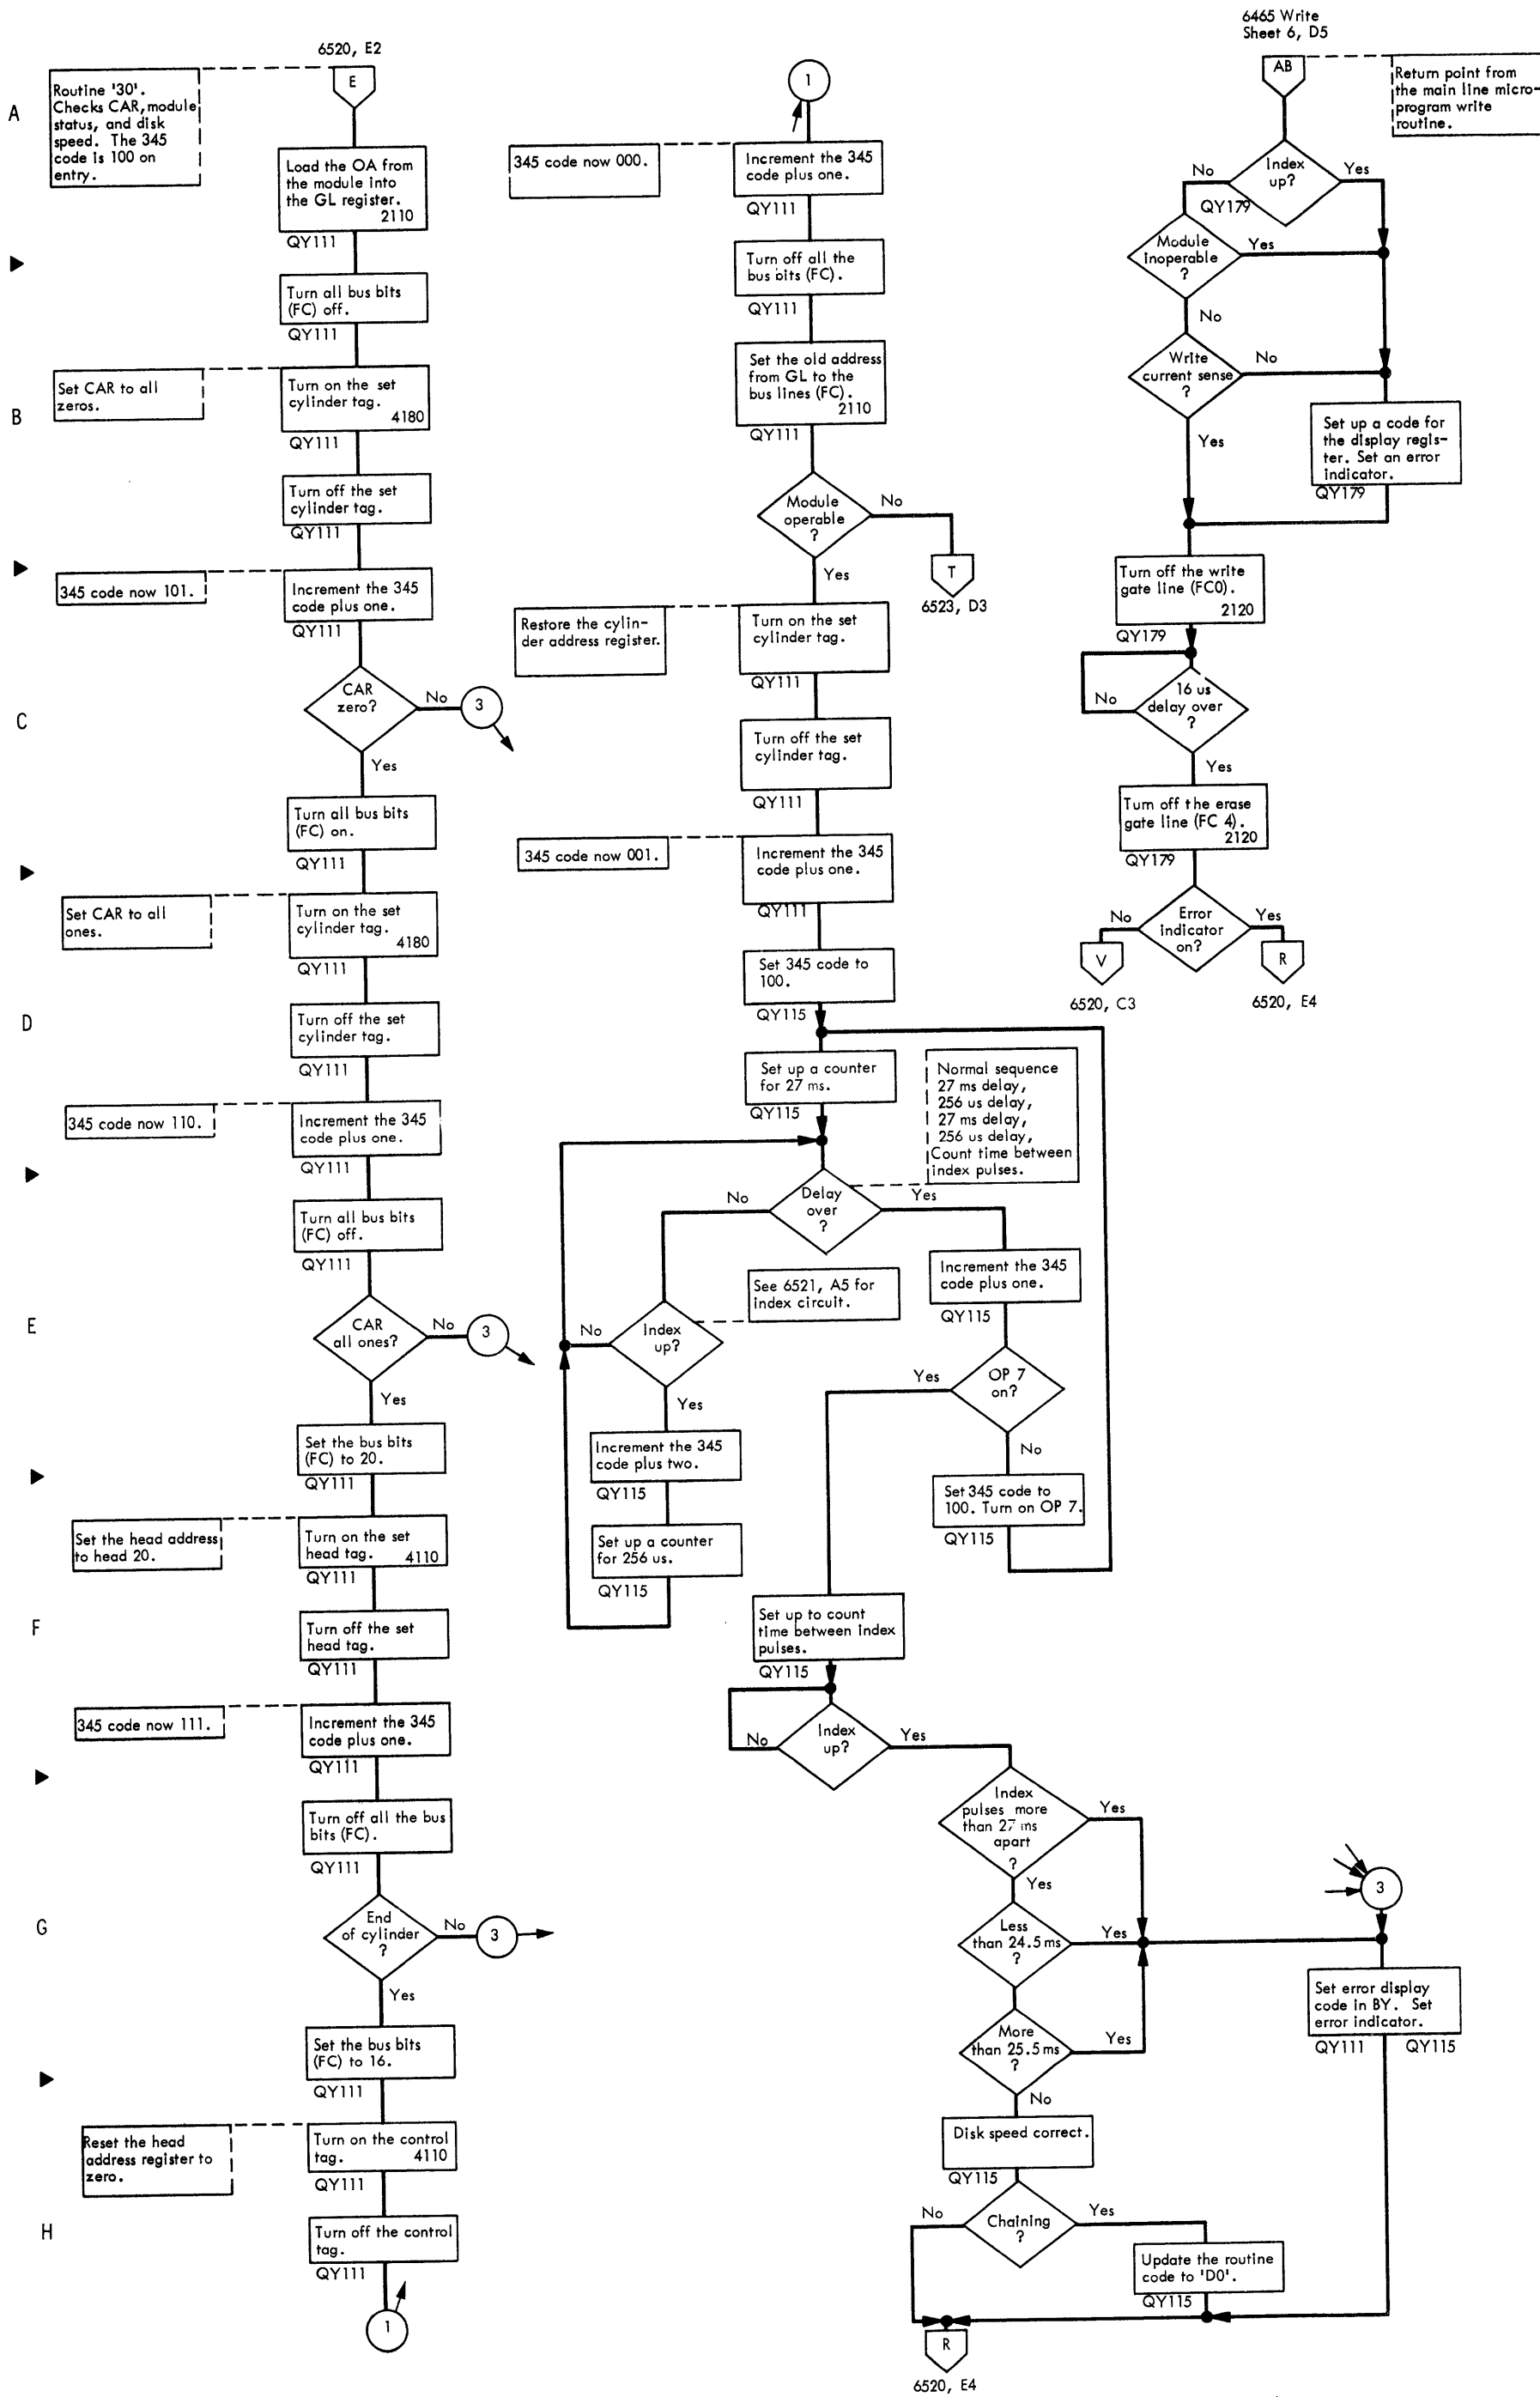 6520, E2
E
A
Routine '30'.
Checks CAR, module
status, and disk
speed. The 345
code is 100 on
entry.
Load the OA from
the module into
the GL register.
2110
QY111
Turn all bus bits
(FC) off.
QY111
B
Set CAR to all
zeros.
Turn on the set
cylinder tag.
4180
QY111
Turn off the set
cylinder tag.
QY111
345 code now 101.
Increment the 345
code plus one.
QY111
C
CAR
zero?
No
3
Yes
Turn all bus bits
(FC) on.
QY111
Set CAR to all
ones.
Turn on the set
cylinder tag.
4180
QY111
D
Turn off the set
cylinder tag.
QY111
345 code now 110.
Increment the 345
code plus one.
QY111
Turn all bus bits
(FC) off.
QY111
E
CAR
all ones?
No
3
Yes
Set the bus bits
(FC) to 20.
QY111
Set the head address
to head 20.
Turn on the set
head tag. 4110
QY111
F
Turn off the set
head tag.
QY111
345 code now 111.
Increment the 345
code plus one.
QY111
Turn off all the bus
bits (FC).
QY111
G
End
of cylinder
?
No
3
Yes
Set the bus bits
(FC) to 16.
QY111
Reset the head
address register to
zero.
Turn on the control
tag. 4110
QY111
H
Turn off the control
tag.
QY111
1
1
345 code now 000.
Increment the 345
code plus one.
QY111
Turn off all the
bus bits (FC).
QY111
Set the old address
from GL to the
bus lines (FC).
2110
QY111
Module
operable
?
No
T
6523, D3
Yes
Restore the cylin-
der address register.
Turn on the set
cylinder tag.
QY111
Turn off the set
cylinder tag.
QY111
345 code now 001.
Increment the 345
code plus one.
QY111
Set 345 code to
100.
QY115
Set up a counter
for 27 ms.
QY115
Normal sequence
27 ms delay,
256 us delay,
27 ms delay,
256 us delay,
Count time between
index pulses.
Delay
over
?
No
Yes
See 6521, A5 for
index circuit.
Index
up?
No
Yes
Increment the 345
code plus two.
QY115
Set up a counter
for 256 us.
QY115
Increment the 345
code plus one.
QY115
OP 7
on?
Yes
No
Set 345 code to
100. Turn on OP 7.
QY115
Set up to count
time between index
pulses.
QY115
Index
up?
No
Yes
Index
pulses more
than 27 ms
apart
?
Yes
Yes
Less
than 24.5 ms
?
Yes
More
than 25.5 ms
?
Yes
No
Disk speed correct.
QY115
Chaining
?
No
Yes
Update the routine
code to 'D0'.
QY115
R
6520, E4
3
Set error display
code in BY. Set
error indicator.
QY111 QY115
6465 Write
Sheet 6, D5
AB
Return point from
the main line micro-
program write
routine.
Index
up?
No
Yes
QY179
Module
inoperable
?
Yes
No
Write
current sense
?
No
Yes
Set up a code for
the display regis-
ter. Set an error
indicator.
QY179
Turn off the write
gate line (FC0).
2120
QY179
16 us
delay over
?
No
Yes
Turn off the erase
gate line (FC 4).
2120
QY179
Error
indicator
on?
No
Yes
V
R
6520, C3
6520, E4